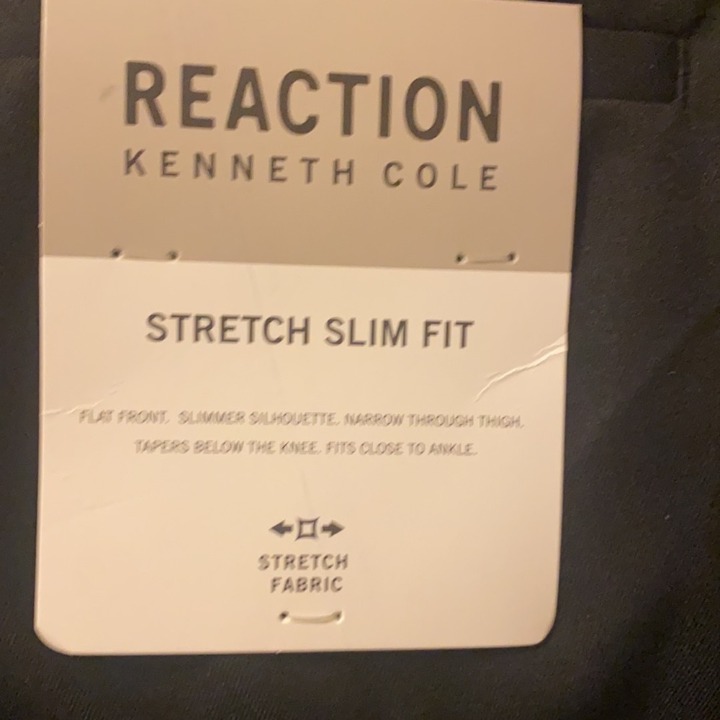 REACTION
KENNETH COLE
STRETCH SLIM FIT
FLAT FRONT. SLIMMER SILHOUETTE. NARROW THROUGH THIGH.
TAPERS BELOW THE KNEE. FITS CLOSE TO ANKLE.
STRETCH
FABRIC